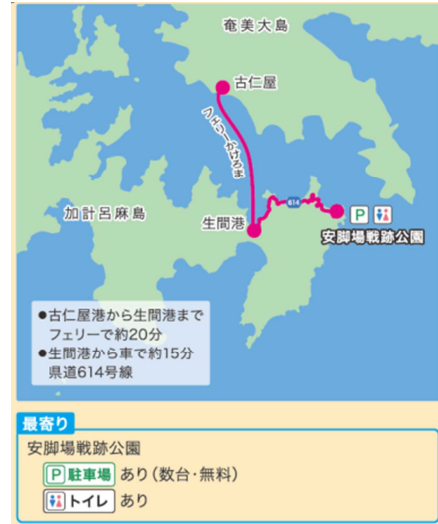 奄美大島
古仁屋
フェリーかけろま
加計呂麻島
生間港
614
P
安脚場戦跡公園
●古仁屋港から生間港まで
フェリーで約20分
●生間港から車で約15分
県道614号線
最寄り
安脚場戦跡公園
P駐車場 あり(数台・無料)
トイレ あり